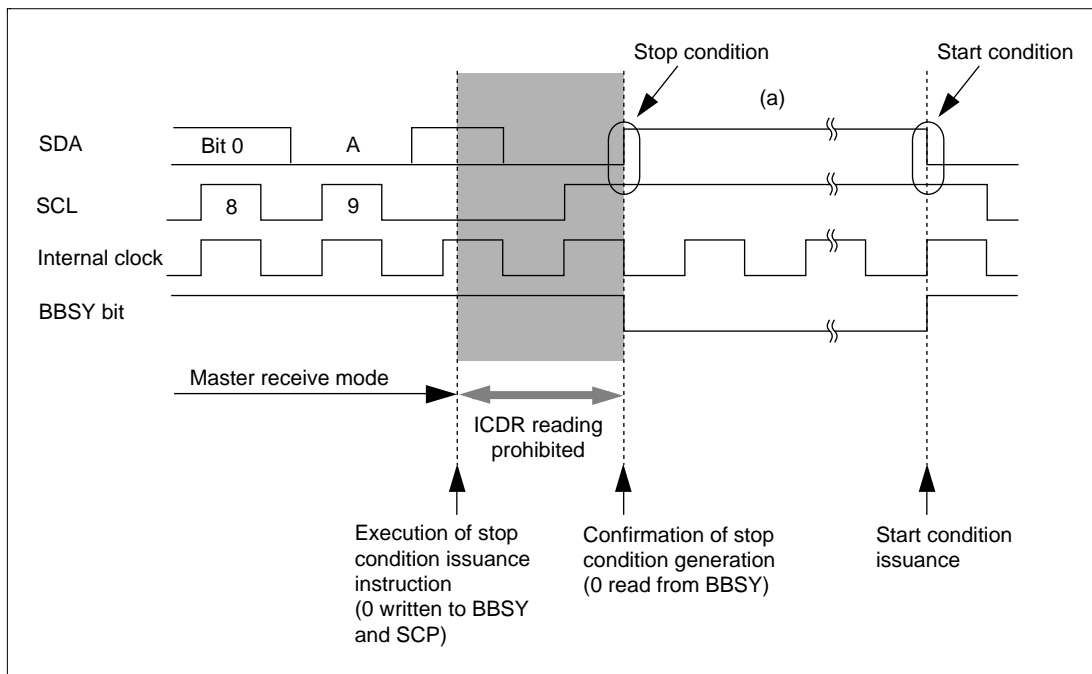 Stop condition
Start condition
(a)
SDA
Bit 0
A
SCL
8
9
Internal clock
BBSY bit
Master receive mode
ICDR reading
prohibited
Execution of stop
condition issuance
instruction
(0 written to BBSY
and SCP)
Confirmation of stop
condition generation
(0 read from BBSY)
Start condition
issuance